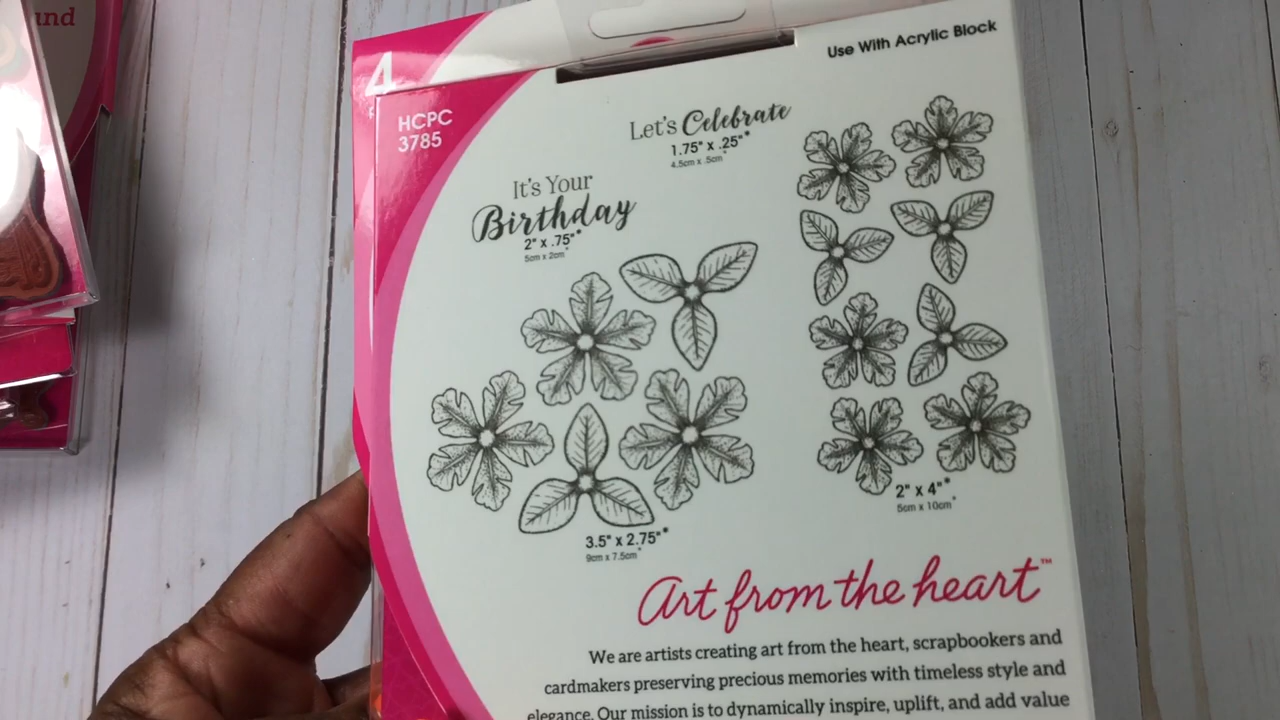 und
4
HCPC
3785
Use With Acrylic Block
Let's Celebrate
1.75" x .25"*
4.5cm x .5cm*
It's Your
Birthday
2" x .75"*
5cm x 2cm*
3.5" x 2.75"*
9cm x 7.5cm*
2" x 4"*
5cm x 10cm*
Art from the heart™
We are artists creating art from the heart, scrapbookers and
cardmakers preserving precious memories with timeless style and
elegance. Our mission is to dynamically inspire, uplift, and add value